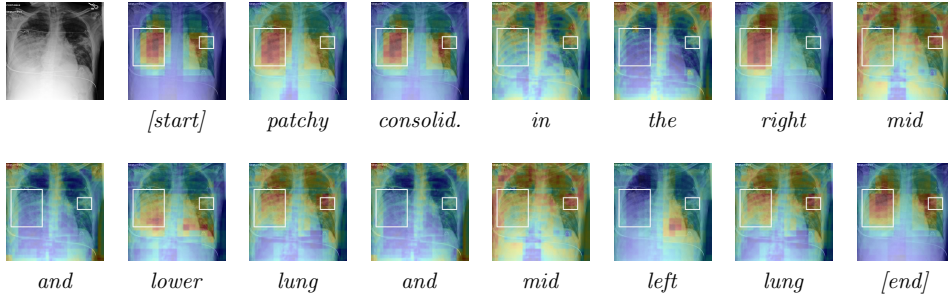 [start] patchy consolid. in the right mid
and lower lung and mid left lung [end]